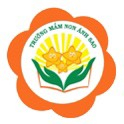 TRƯỜNG MẦM NON ÁNH SAO